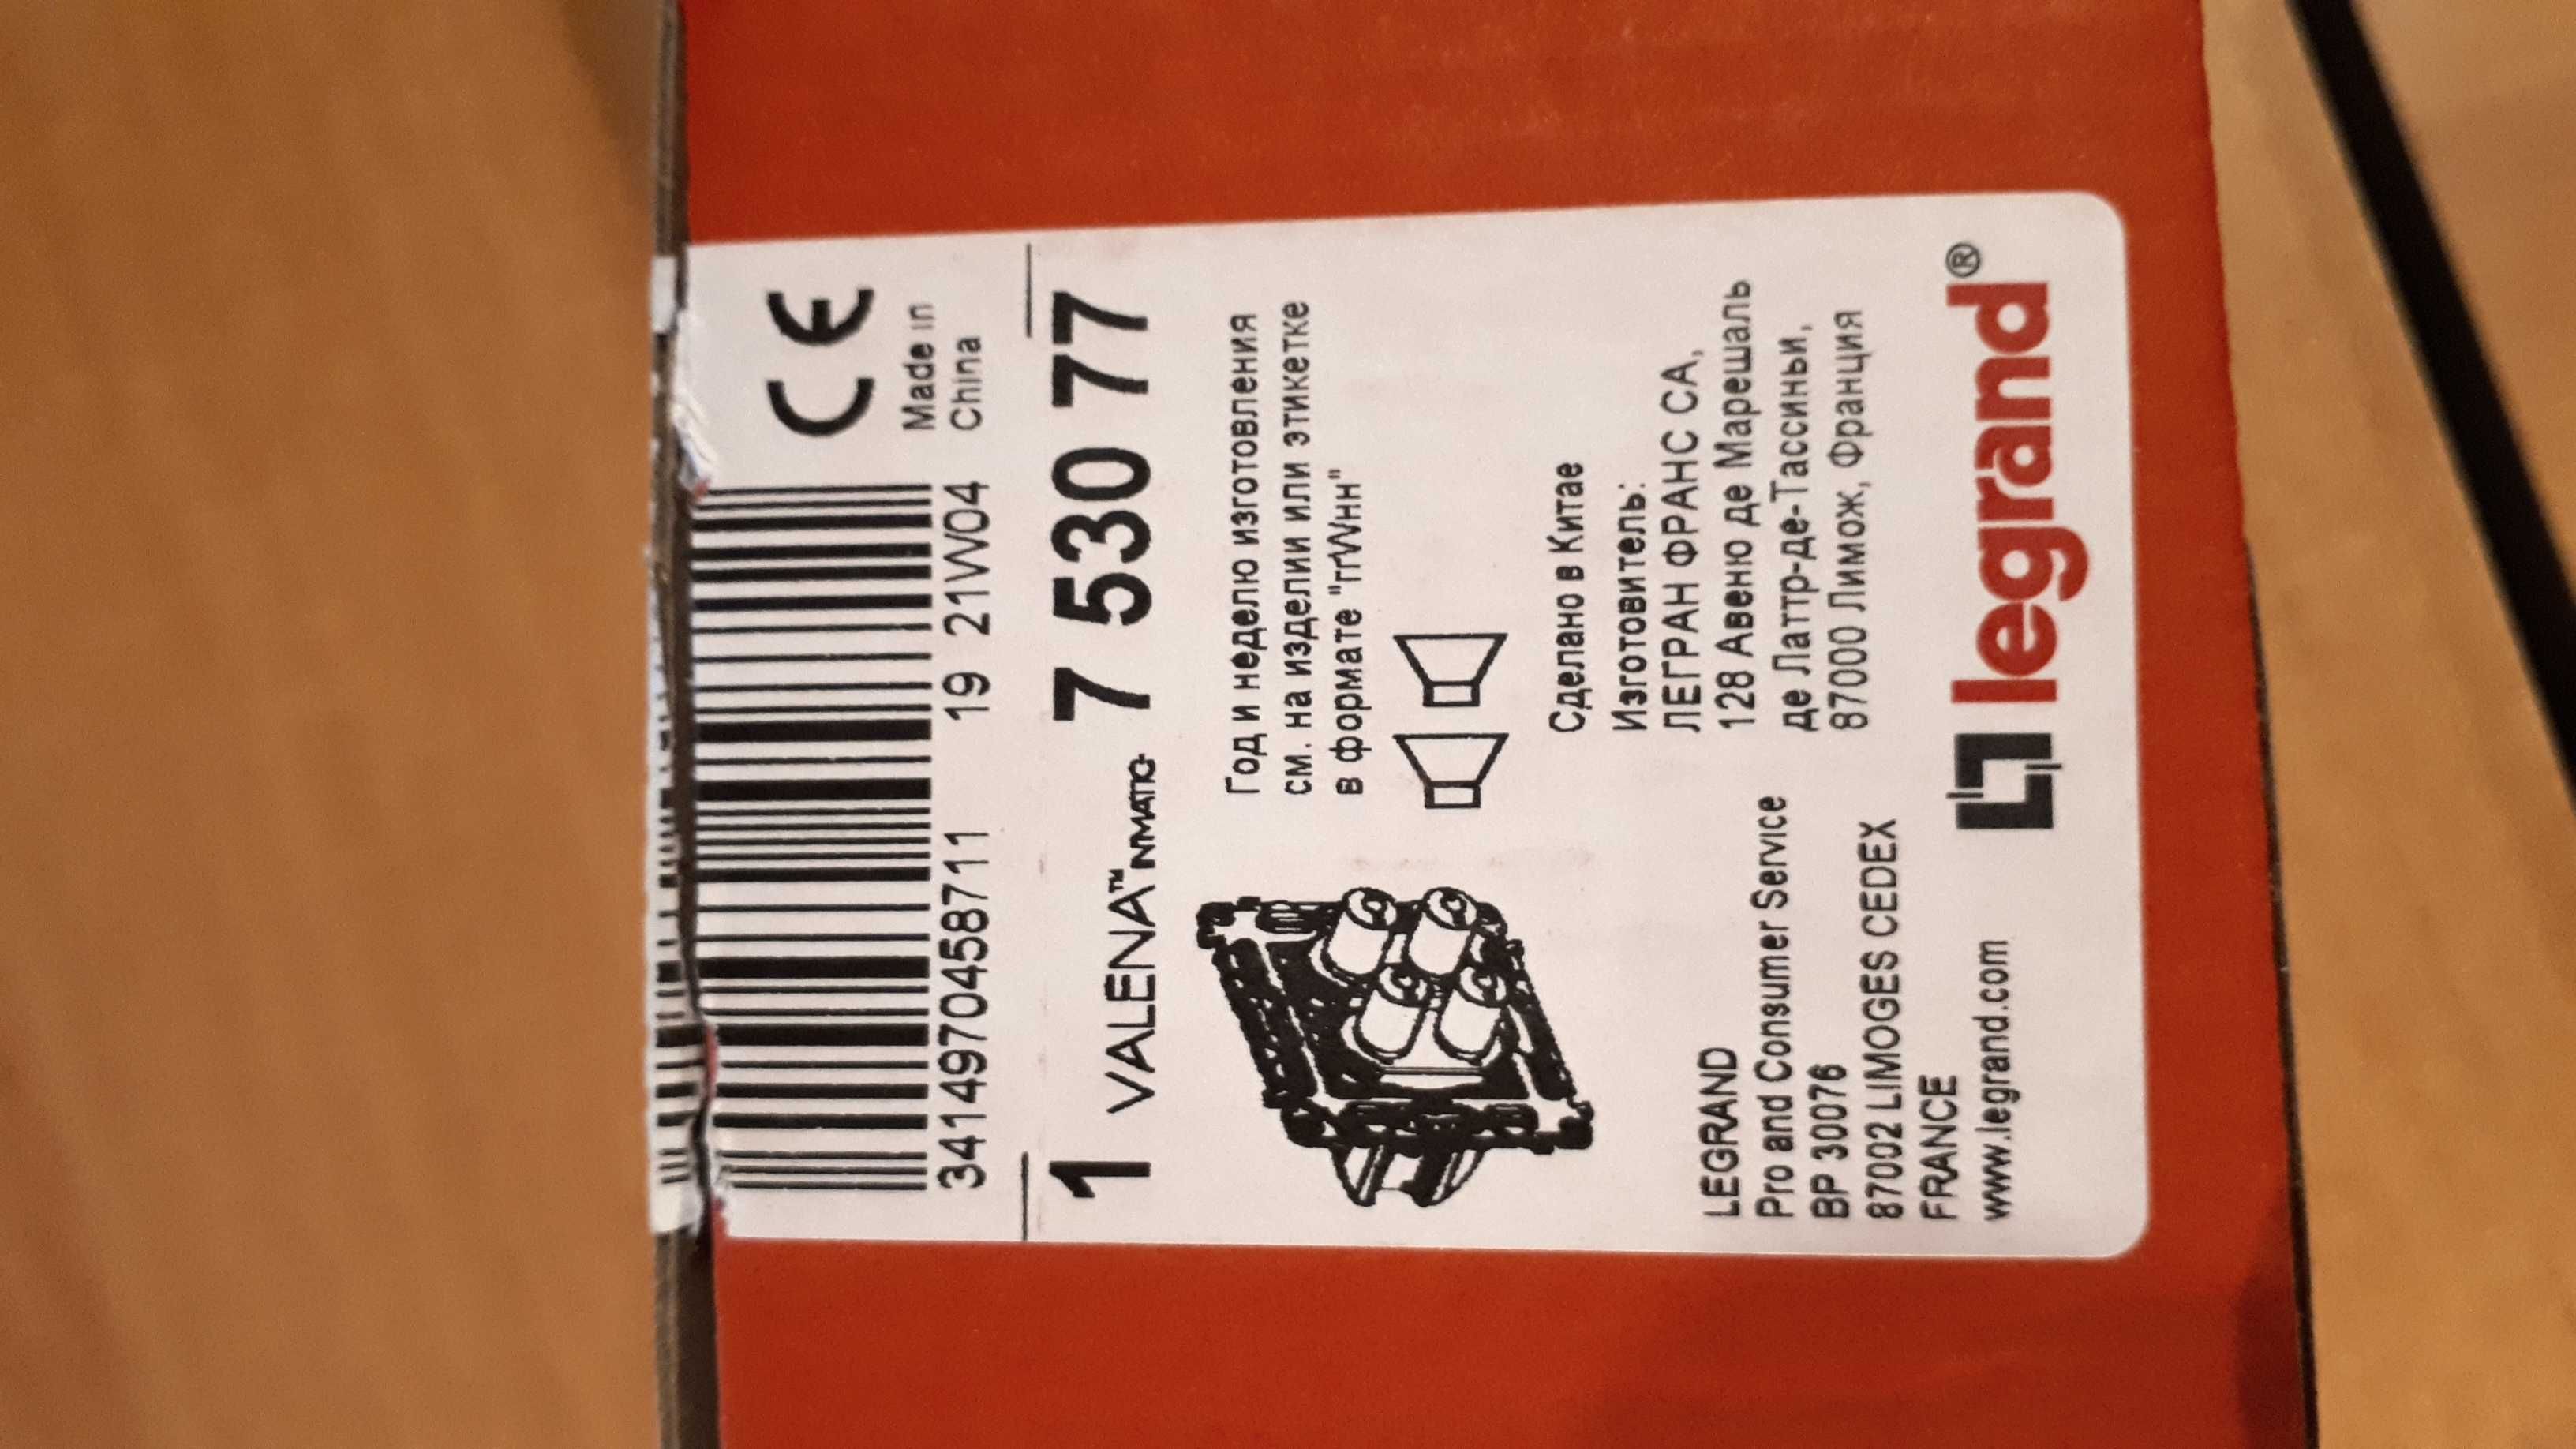 CE
Made in
China
3414970458711 19 21W04
1 VALENA™ 7 530 77
Год и неделю изготовления
см. на изделии или этикетке
в формате "ггWнн"
Сделано в Китае
Изготовитель:
ЛЕГРАН ФРАНС СА,
128 Авеню де Марешаль
де Латтр-де-Тассиньи,
87000 Лимож, Франция
LEGRAND
Pro and Consumer Service
BP 30076
87002 LIMOGES CEDEX
FRANCE
www.legrand.com
legrand®